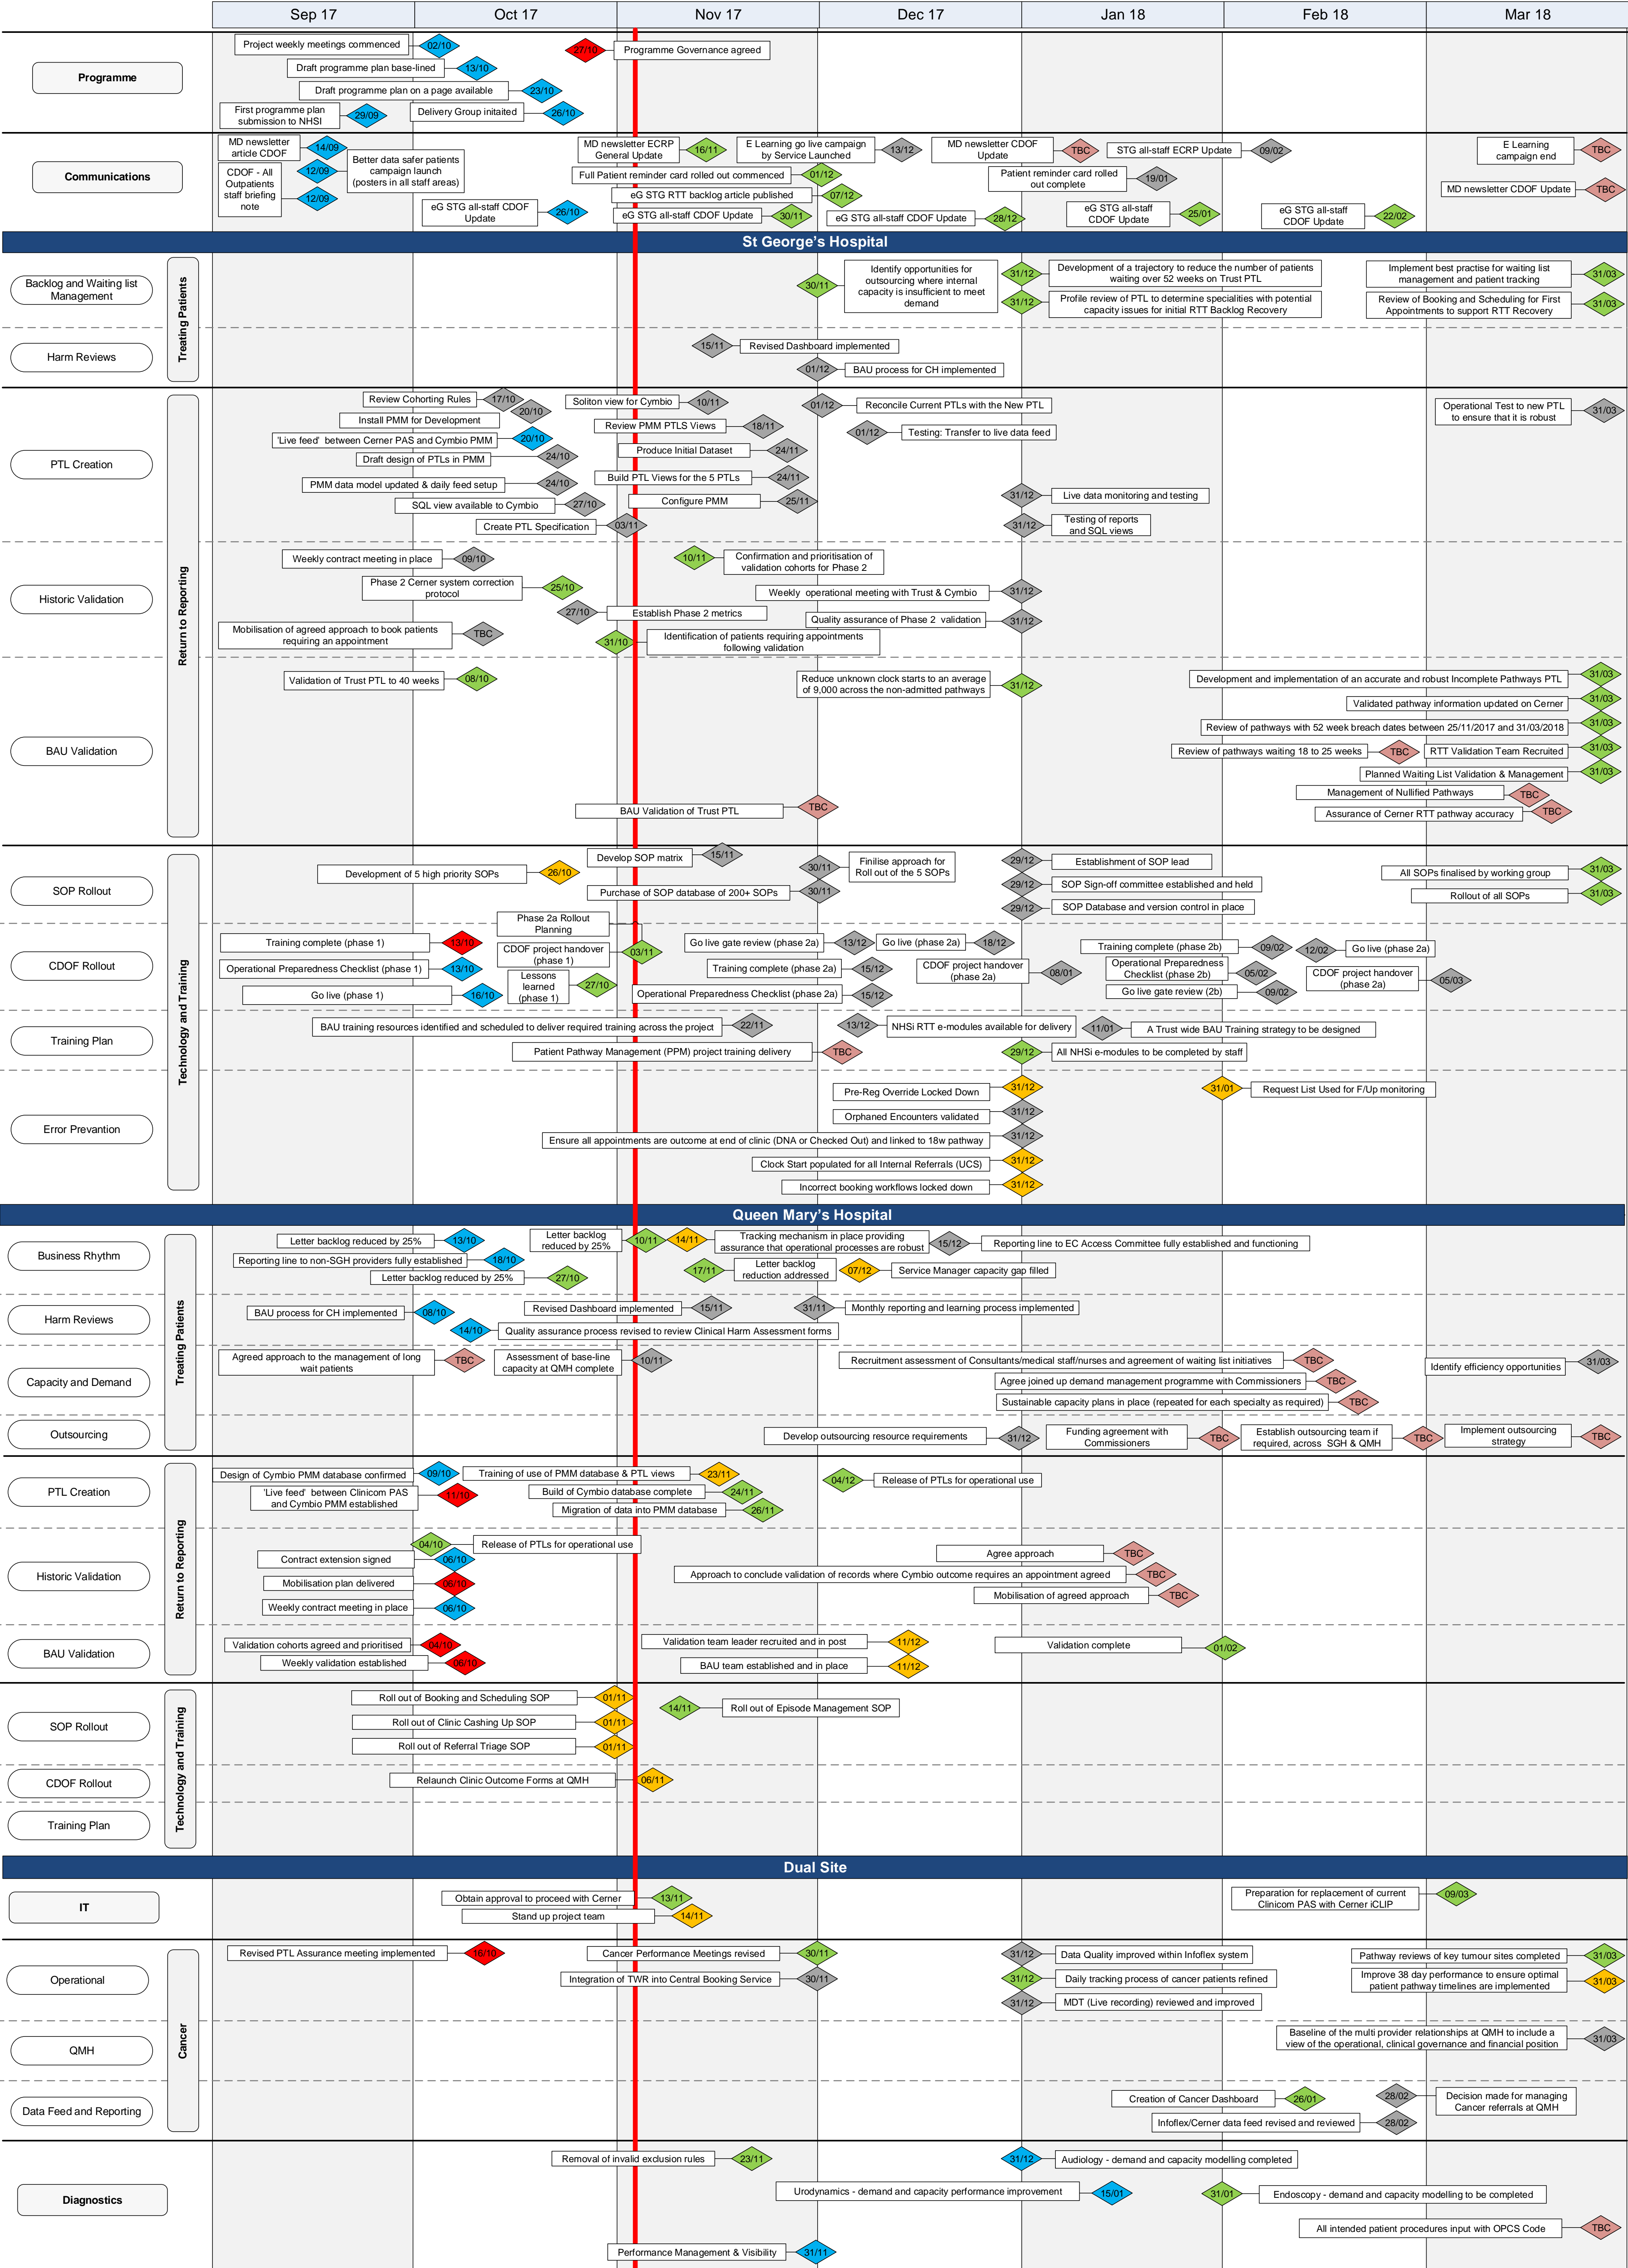 Sep 17
Oct 17
Nov 17
Dec 17
Jan 18
Feb 18
Mar 18
Programme
Project weekly meetings commenced
02/10
27/10
Programme Governance agreed
Draft programme plan base-lined
13/10
Draft programme plan on a page available
23/10
First programme plan
submission to NHSI
29/09
Delivery Group initaited
26/10
Communications
MD newsletter
article CDOF
14/09
CDOF - All
Outpatients
staff briefing
note
12/09
12/09
Better data safer patients
campaign launch
(posters in all staff areas)
eG STG all-staff CDOF
Update
26/10
MD newsletter ECRP
General Update
16/11
E Learning go live campaign
by Service Launched
13/12
MD newsletter CDOF
Update
TBC
STG all-staff ECRP Update
09/02
E Learning
campaign end
TBC
Full Patient reminder card rolled out commenced
01/12
Patient reminder card rolled
out complete
19/01
MD newsletter CDOF Update
TBC
eG STG RTT backlog article published
07/12
eG STG all-staff CDOF Update
30/11
eG STG all-staff CDOF Update
28/12
eG STG all-staff
CDOF Update
25/01
eG STG all-staff
CDOF Update
22/02
St George's Hospital
Treating Patients
Backlog and Waiting list
Management
30/11
Identify opportunities for
outsourcing where internal
capacity is insufficient to meet
demand
31/12
Development of a trajectory to reduce the number of patients
waiting over 52 weeks on Trust PTL
31/12
Profile review of PTL to determine specialities with potential
capacity issues for initial RTT Backlog Recovery
Implement best practise for waiting list
management and patient tracking
31/03
Review of Booking and Scheduling for First
Appointments to support RTT Recovery
31/03
Harm Reviews
15/11
Revised Dashboard implemented
01/12
BAU process for CH implemented
Return to Reporting
PTL Creation
Review Cohorting Rules
17/10
Install PMM for Development
20/10
'Live feed' between Cerner PAS and Cymbio PMM
20/10
Draft design of PTLs in PMM
24/10
PMM data model updated & daily feed setup
24/10
SQL view available to Cymbio
27/10
Create PTL Specification
03/11
Soliton view for Cymbio
10/11
Review PMM PTLS Views
18/11
Produce Initial Dataset
24/11
Build PTL Views for the 5 PTLs
24/11
Configure PMM
25/11
01/12
Reconcile Current PTLs with the New PTL
01/12
Testing: Transfer to live data feed
31/12
Live data monitoring and testing
31/12
Testing of reports
and SQL views
Operational Test to new PTL
to ensure that it is robust
31/03
Historic Validation
Weekly contract meeting in place
09/10
Phase 2 Cerner system correction
protocol
25/10
27/10
Establish Phase 2 metrics
Mobilisation of agreed approach to book patients
requiring an appointment
TBC
31/10
Identification of patients requiring appointments
following validation
10/11
Confirmation and prioritisation of
validation cohorts for Phase 2
Weekly operational meeting with Trust & Cymbio
31/12
Quality assurance of Phase 2 validation
31/12
BAU Validation
Validation of Trust PTL to 40 weeks
08/10
Reduce unknown clock starts to an average
of 9,000 across the non-admitted pathways
31/12
Development and implementation of an accurate and robust Incomplete Pathways PTL
31/03
Validated pathway information updated on Cerner
31/03
Review of pathways with 52 week breach dates between 25/11/2017 and 31/03/2018
31/03
Review of pathways waiting 18 to 25 weeks
TBC
RTT Validation Team Recruited
31/03
Planned Waiting List Validation & Management
31/03
Management of Nullified Pathways
TBC
BAU Validation of Trust PTL
TBC
Assurance of Cerner RTT pathway accuracy
TBC
Technology and Training
SOP Rollout
Development of 5 high priority SOPs
26/10
Develop SOP matrix
15/11
Purchase of SOP database of 200+ SOPs
30/11
30/11
Finilise approach for
Roll out of the 5 SOPs
29/12
Establishment of SOP lead
29/12
SOP Sign-off committee established and held
29/12
SOP Database and version control in place
All SOPs finalised by working group
31/03
Rollout of all SOPs
31/03
CDOF Rollout
Phase 2a Rollout
Planning
Training complete (phase 1)
13/10
CDOF project handover
(phase 1)
03/11
Operational Preparedness Checklist (phase 1)
13/10
Lessons
learned
(phase 1)
27/10
Go live (phase 1)
16/10
Go live gate review (phase 2a)
13/12
Go live (phase 2a)
18/12
Training complete (phase 2a)
15/12
CDOF project handover
(phase 2a)
08/01
Operational Preparedness Checklist (phase 2a)
15/12
Training complete (phase 2b)
09/02
12/02
Go live (phase 2a)
Operational Preparedness
Checklist (phase 2b)
05/02
CDOF project handover
(phase 2a)
05/03
Go live gate review (2b)
09/02
Training Plan
BAU training resources identified and scheduled to deliver required training across the project
22/11
13/12
NHSi RTT e-modules available for delivery
11/01
A Trust wide BAU Training strategy to be designed
Patient Pathway Management (PPM) project training delivery
TBC
29/12
All NHSi e-modules to be completed by staff
Error Prevantion
Pre-Reg Override Locked Down
31/12
31/01
Request List Used for F/Up monitoring
Orphaned Encounters validated
31/12
Ensure all appointments are outcome at end of clinic (DNA or Checked Out) and linked to 18w pathway
31/12
Clock Start populated for all Internal Referrals (UCS)
31/12
Incorrect booking workflows locked down
31/12
Queen Mary's Hospital
Treating Patients
Business Rhythm
Letter backlog reduced by 25%
13/10
Reporting line to non-SGH providers fully established
18/10
Letter backlog reduced by 25%
27/10
Letter backlog
reduced by 25%
10/11
14/11
Tracking mechanism in place providing
assurance that operational processes are robust
15/12
Reporting line to EC Access Committee fully established and functioning
17/11
Letter backlog
reduction addressed
07/12
Service Manager capacity gap filled
Harm Reviews
BAU process for CH implemented
08/10
Revised Dashboard implemented
15/11
31/11
Monthly reporting and learning process implemented
14/10
Quality assurance process revised to review Clinical Harm Assessment forms
Capacity and Demand
Agreed approach to the management of long
wait patients
TBC
Assessment of base-line
capacity at QMH complete
10/11
Recruitment assessment of Consultants/medical staff/nurses and agreement of waiting list initiatives
TBC
Identify efficiency opportunities
31/03
Agree joined up demand management programme with Commissioners
TBC
Sustainable capacity plans in place (repeated for each specialty as required)
TBC
Outsourcing
Develop outsourcing resource requirements
31/12
Funding agreement with
Commissioners
TBC
Establish outsourcing team if
required, across SGH & QMH
TBC
Implement outsourcing
strategy
TBC
Return to Reporting
PTL Creation
Design of Cymbio PMM database confirmed
09/10
'Live feed' between Clinicom PAS
and Cymbio PMM established
11/10
Training of use of PMM database & PTL views
23/11
Build of Cymbio database complete
24/11
Migration of data into PMM database
26/11
04/12
Release of PTLs for operational use
Historic Validation
04/10
Release of PTLs for operational use
Contract extension signed
06/10
Mobilisation plan delivered
06/10
Weekly contract meeting in place
06/10
Agree approach
TBC
Approach to conclude validation of records where Cymbio outcome requires an appointment agreed
TBC
Mobilisation of agreed approach
TBC
BAU Validation
Validation cohorts agreed and prioritised
04/10
Weekly validation established
06/10
Validation team leader recruited and in post
11/12
BAU team established and in place
11/12
Validation complete
01/02
Technology and Training
SOP Rollout
Roll out of Booking and Scheduling SOP
01/11
Roll out of Clinic Cashing Up SOP
01/11
Roll out of Referral Triage SOP
01/11
14/11
Roll out of Episode Management SOP
CDOF Rollout
Relaunch Clinic Outcome Forms at QMH
06/11
Training Plan
Dual Site
IT
Obtain approval to proceed with Cerner
13/11
Stand up project team
14/11
Preparation for replacement of current
Clinicom PAS with Cerner iCLIP
09/03
Cancer
Operational
Revised PTL Assurance meeting implemented
16/10
Cancer Performance Meetings revised
30/11
Integration of TWR into Central Booking Service
30/11
31/12
Data Quality improved within Infoflex system
31/12
Daily tracking process of cancer patients refined
31/12
MDT (Live recording) reviewed and improved
Pathway reviews of key tumour sites completed
31/03
Improve 38 day performance to ensure optimal
patient pathway timelines are implemented
31/03
QMH
Baseline of the multi provider relationships at QMH to include a
view of the operational, clinical governance and financial position
31/03
Data Feed and Reporting
Creation of Cancer Dashboard
26/01
28/02
Decision made for managing
Cancer referrals at QMH
Infoflex/Cerner data feed revised and reviewed
28/02
Diagnostics
Removal of invalid exclusion rules
23/11
31/12
Audiology - demand and capacity modelling completed
Urodynamics - demand and capacity performance improvement
15/01
31/01
Endoscopy - demand and capacity modelling to be completed
All intended patient procedures input with OPCS Code
TBC
Performance Management & Visibility
31/11